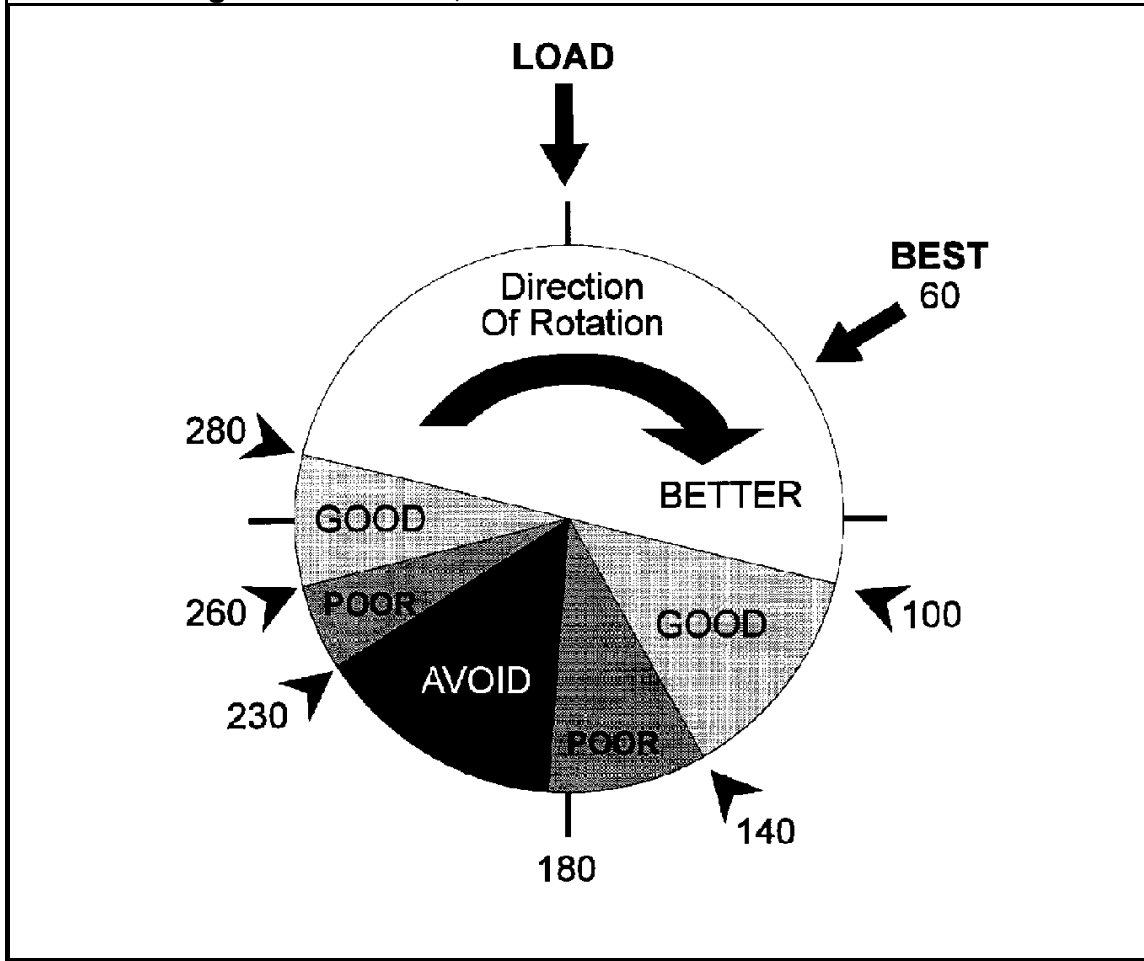 LOAD
BEST
60
Direction
Of Rotation
280
BETTER
GOOD
260
POOR
GOOD
100
AVOID
230
POOR
140
180